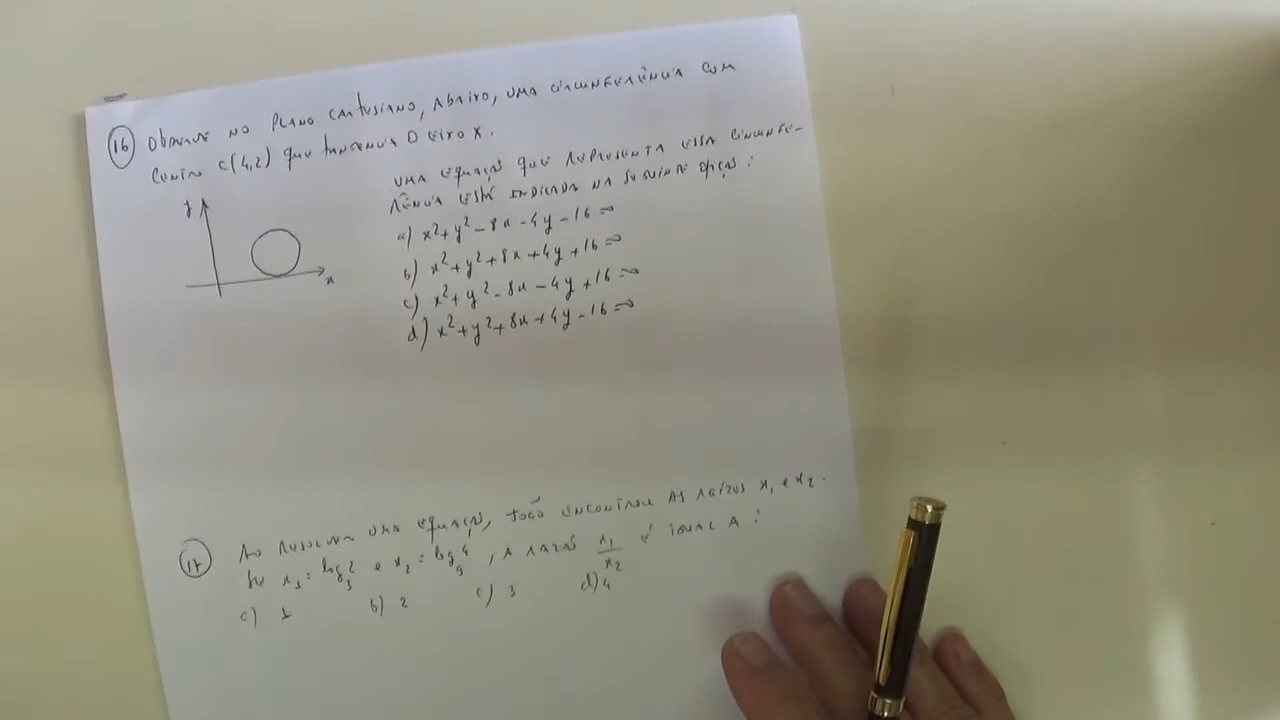 16 Observe no plano cartesiano, abaixo, uma circunferência com
centro C(4,2) que tangencia o eixo X.
y
x
Uma equação que representa essa circunfe-
rência está indicada na seguinte opção:
a) x²+y²-8x-4y-16=0
b) x²+y²+8x+4y+16=0
c) x²+y²-8x-4y+16=0
d) x²+y²+8x+4y-16=0
17 Ao resolver uma equação, João encontrou as raízes x₁ e x₂.
Se x₁ = log₃2 e x₂ = log₉4, a razão x₁/x₂ é igual a:
a) 1 b) 2 c) 3 d) 4